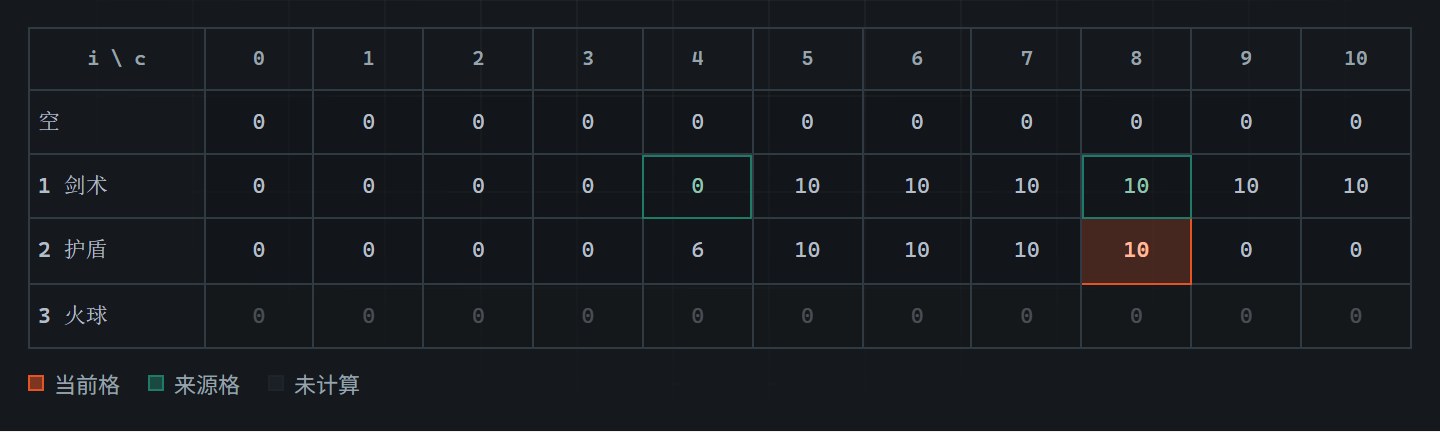 i \ c 0 1 2 3 4 5 6 7 8 9 10
空 0 0 0 0 0 0 0 0 0 0 0
1 剑术 0 0 0 0 0 10 10 10 10 10 10
2 护盾 0 0 0 0 6 10 10 10 10 0 0
3 火球 0 0 0 0 0 0 0 0 0 0 0
当前格 来源格 未计算